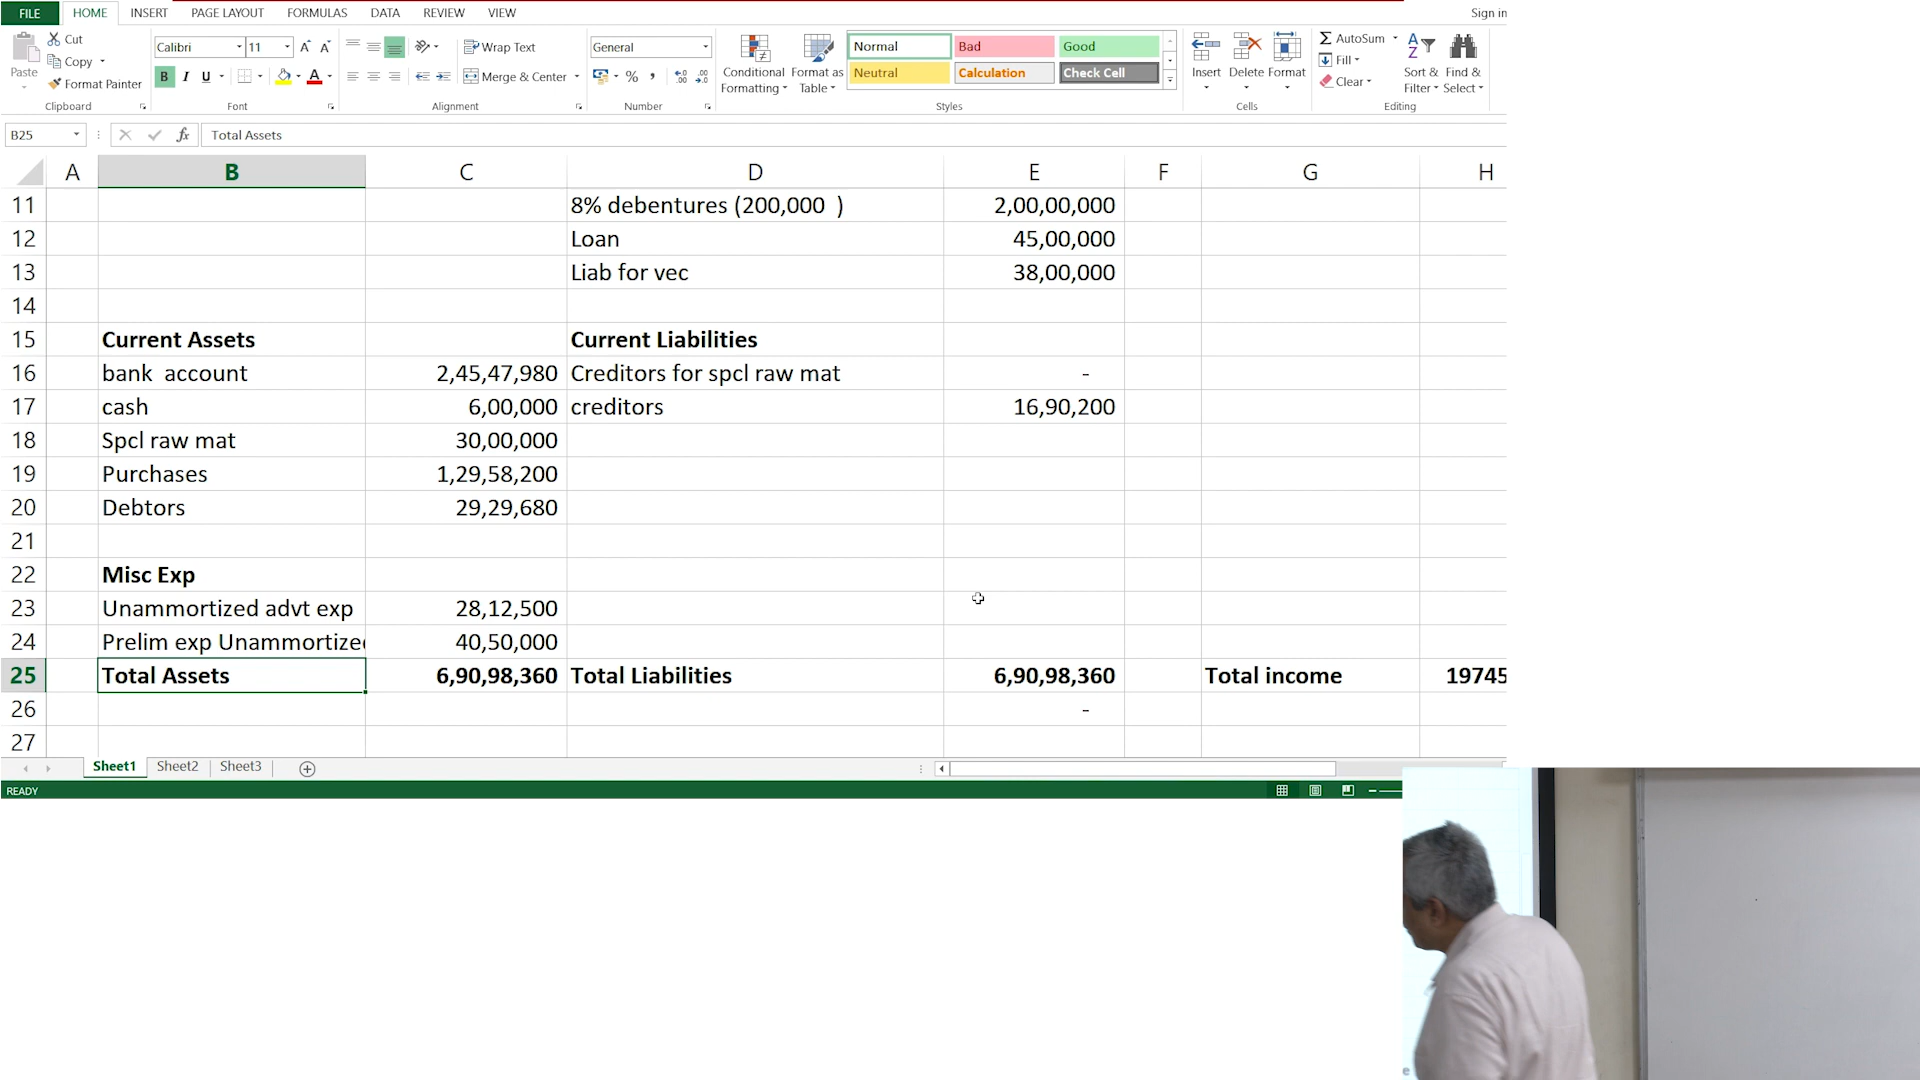 FILE HOME INSERT PAGE LAYOUT FORMULAS DATA REVIEW VIEW Sign in
Cut
Copy
Format Painter
Paste
Clipboard
Calibri 11
B I U
Font
Wrap Text
Merge & Center
Alignment
General
Number
Conditional Formatting
Format as Table
Normal Bad Good
Neutral Calculation Check Cell
Styles
Insert Delete Format
Cells
AutoSum
Fill
Clear
Sort & Filter
Find & Select
Editing
B25 fx Total Assets
A B C D E F G H
11 8% debentures (200,000 ) 2,00,00,000
12 Loan 45,00,000
13 Liab for vec 38,00,000
14
15 Current Assets Current Liabilities
16 bank account 2,45,47,980 Creditors for spcl raw mat -
17 cash 6,00,000 creditors 16,90,200
18 Spcl raw mat 30,00,000
19 Purchases 1,29,58,200
20 Debtors 29,29,680
21
22 Misc Exp
23 Unammortized advt exp 28,12,500
24 Prelim exp Unammortize 40,50,000
25 Total Assets 6,90,98,360 Total Liabilities 6,90,98,360 Total income 19745
26 -
27
Sheet1 Sheet2 Sheet3
READY